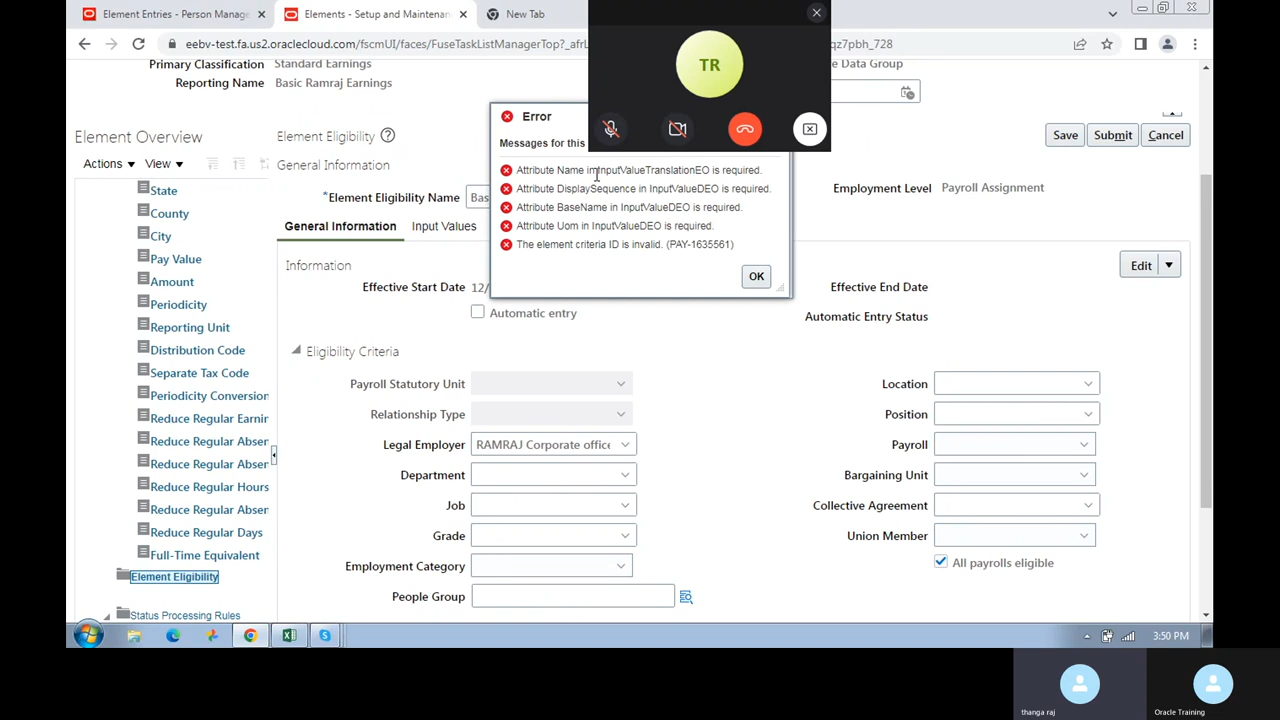 Element Entries - Person Manage
Elements - Setup and Maintenan
New Tab
eebv-test.fa.us2.oraclecloud.com/fscmUI/faces/FuseTaskListManagerTop?_afrL
qz7pbh_728
TR
Primary Classification Standard Earnings
e Data Group
Reporting Name Basic Ramraj Earnings
Element Overview
Actions View
State
County
City
Pay Value
Amount
Periodicity
Reporting Unit
Distribution Code
Separate Tax Code
Periodicity Conversion
Reduce Regular Earnin
Reduce Regular Absen
Reduce Regular Absen
Reduce Regular Hours
Reduce Regular Absen
Reduce Regular Days
Full-Time Equivalent
Element Eligibility
Status Processing Rules
Element Eligibility
Save Submit Cancel
General Information
*Element Eligibility Name Bas
Employment Level Payroll Assignment
General Information Input Values
Error
Messages for this
Attribute Name in InputValueTranslationEO is required.
Attribute DisplaySequence in InputValueDEO is required.
Attribute BaseName in InputValueDEO is required.
Attribute Uom in InputValueDEO is required.
The element criteria ID is invalid. (PAY-1635561)
OK
Information
Edit
Effective Start Date 12/
Effective End Date
Automatic entry
Automatic Entry Status
Eligibility Criteria
Payroll Statutory Unit
Location
Relationship Type
Position
Legal Employer RAMRAJ Corporate office
Payroll
Department
Bargaining Unit
Job
Collective Agreement
Grade
Union Member
Employment Category
All payrolls eligible
People Group
3:50 PM
thanga raj
Oracle Training